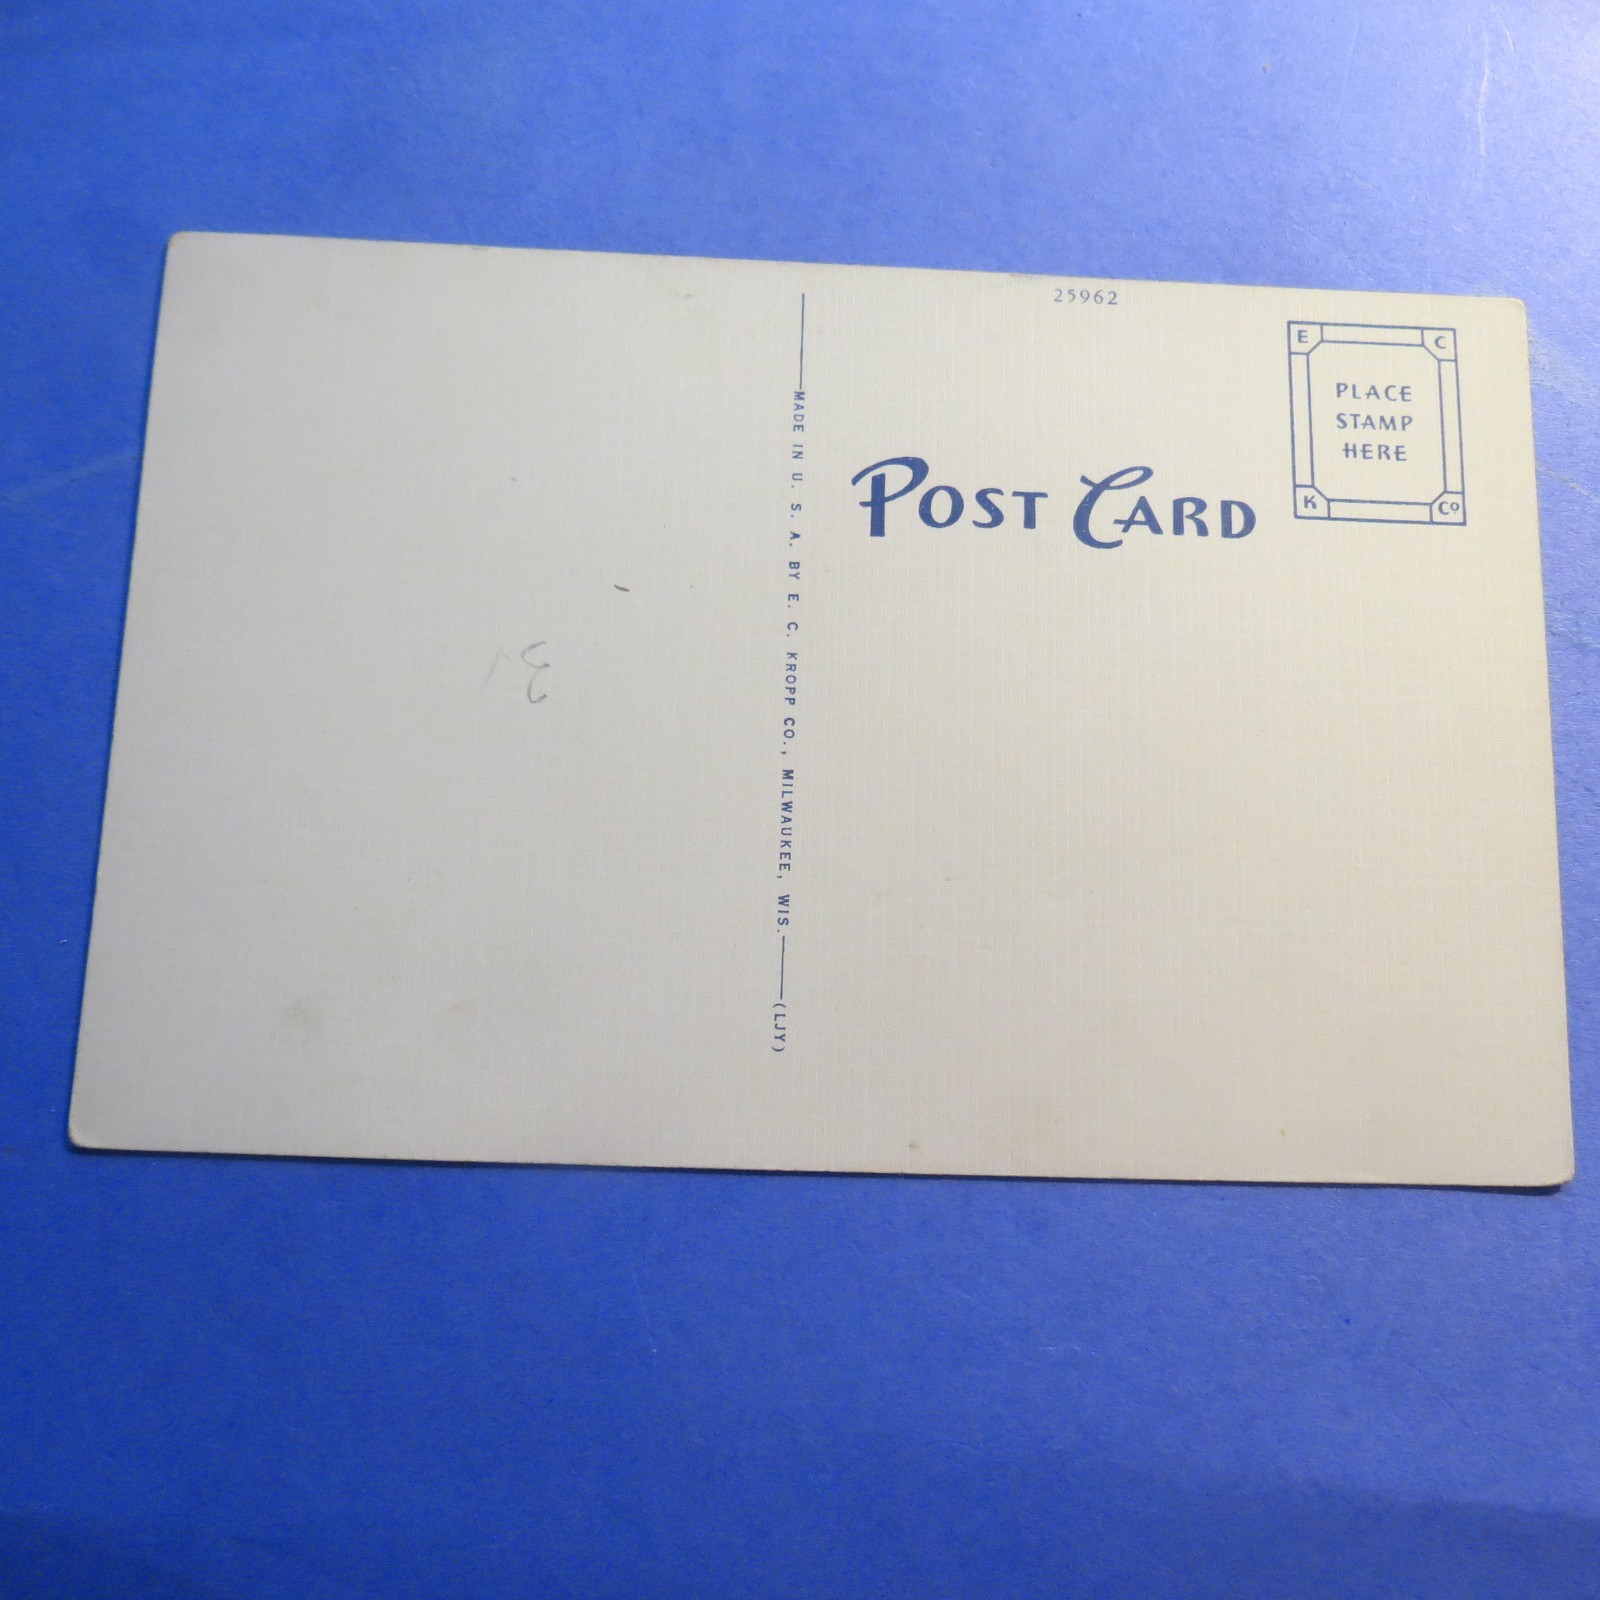 25962
E C
PLACE
STAMP
HERE
K Co
POST CARD
MADE IN U. S. A. BY E. C. KROPP CO., MILWAUKEE, WIS.
(LJY)